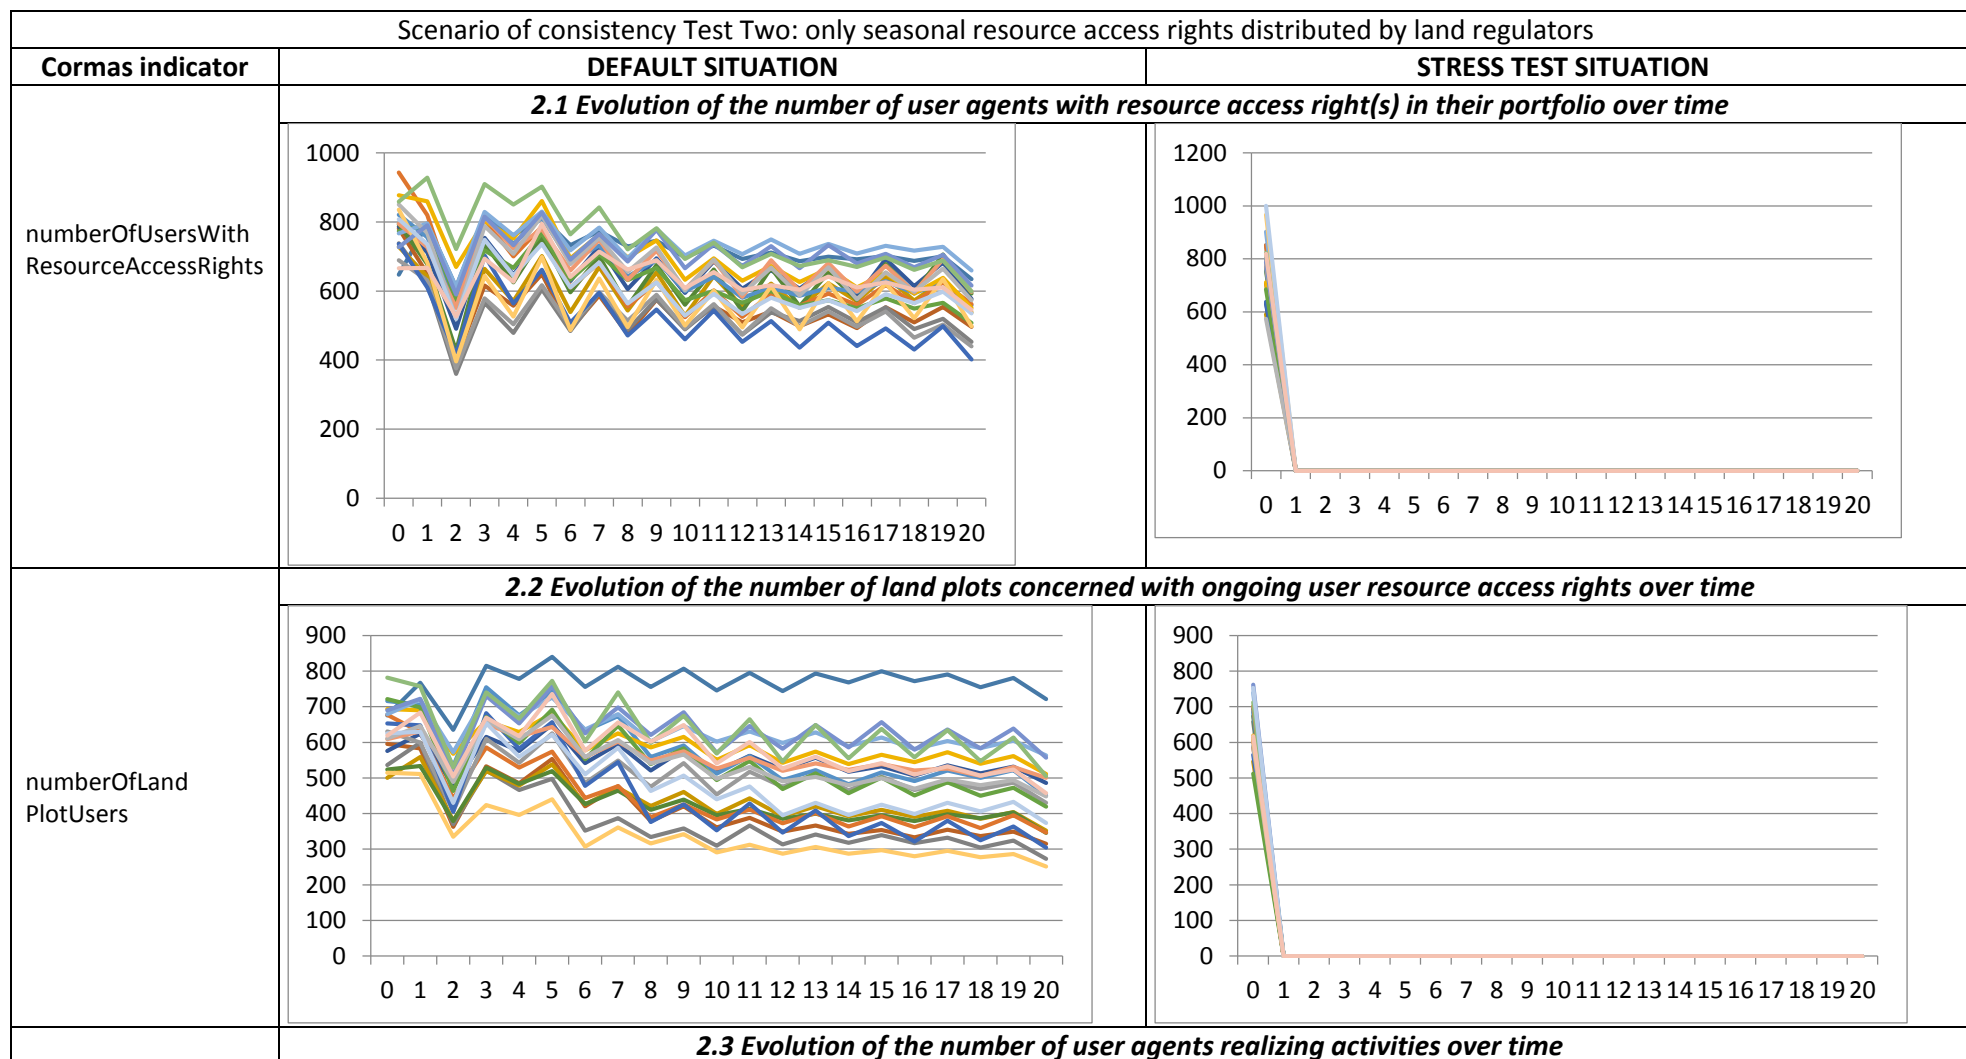 Scenario of consistency Test Two: only seasonal resource access rights distributed by land regulators
Cormas indicator DEFAULT SITUATION STRESS TEST SITUATION
2.1 Evolution of the number of user agents with resource access right(s) in their portfolio over time
numberOfUsersWith
ResourceAccessRights
1000
800
600
400
200
0
0 1 2 3 4 5 6 7 8 9 10 11 12 13 14 15 16 17 18 19 20
1200
1000
800
600
400
200
0
0 1 2 3 4 5 6 7 8 9 10 11 12 13 14 15 16 17 18 19 20
2.2 Evolution of the number of land plots concerned with ongoing user resource access rights over time
numberOfLand
PlotUsers
900
800
700
600
500
400
300
200
100
0
0 1 2 3 4 5 6 7 8 9 10 11 12 13 14 15 16 17 18 19 20
900
800
700
600
500
400
300
200
100
0
0 1 2 3 4 5 6 7 8 9 10 11 12 13 14 15 16 17 18 19 20
2.3 Evolution of the number of user agents realizing activities over time